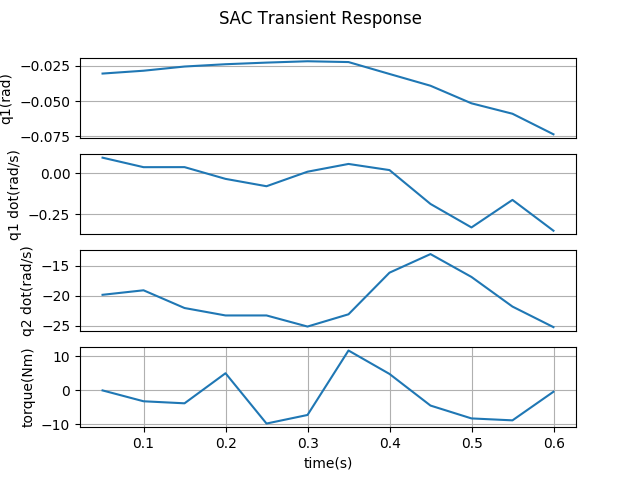 SAC Transient Response
q1(rad)
−0.025
−0.050
−0.075
q1 dot(rad/s)
0.00
−0.25
q2 dot(rad/s)
−15
−20
−25
torque(Nm)
10
0
−10
0.1 0.2 0.3 0.4 0.5 0.6
time(s)